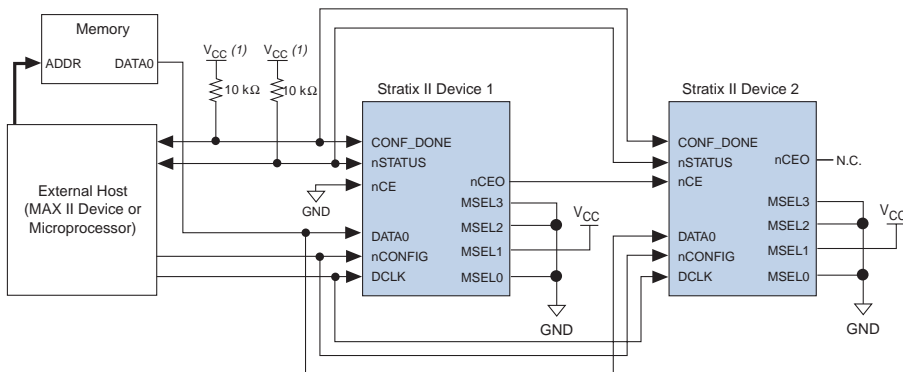 Memory
ADDR DATA0
VCC (1) VCC (1)
10 kΩ 10 kΩ
External Host
(MAX II Device or
Microprocessor)
GND
Stratix II Device 1
CONF_DONE
nSTATUS
nCE
DATA0
nCONFIG
DCLK
nCEO
MSEL3
MSEL2
MSEL1
MSEL0
VCC
GND
Stratix II Device 2
CONF_DONE
nSTATUS
nCE
DATA0
nCONFIG
DCLK
nCEO
N.C.
MSEL3
MSEL2
MSEL1
MSEL0
VCC
GND